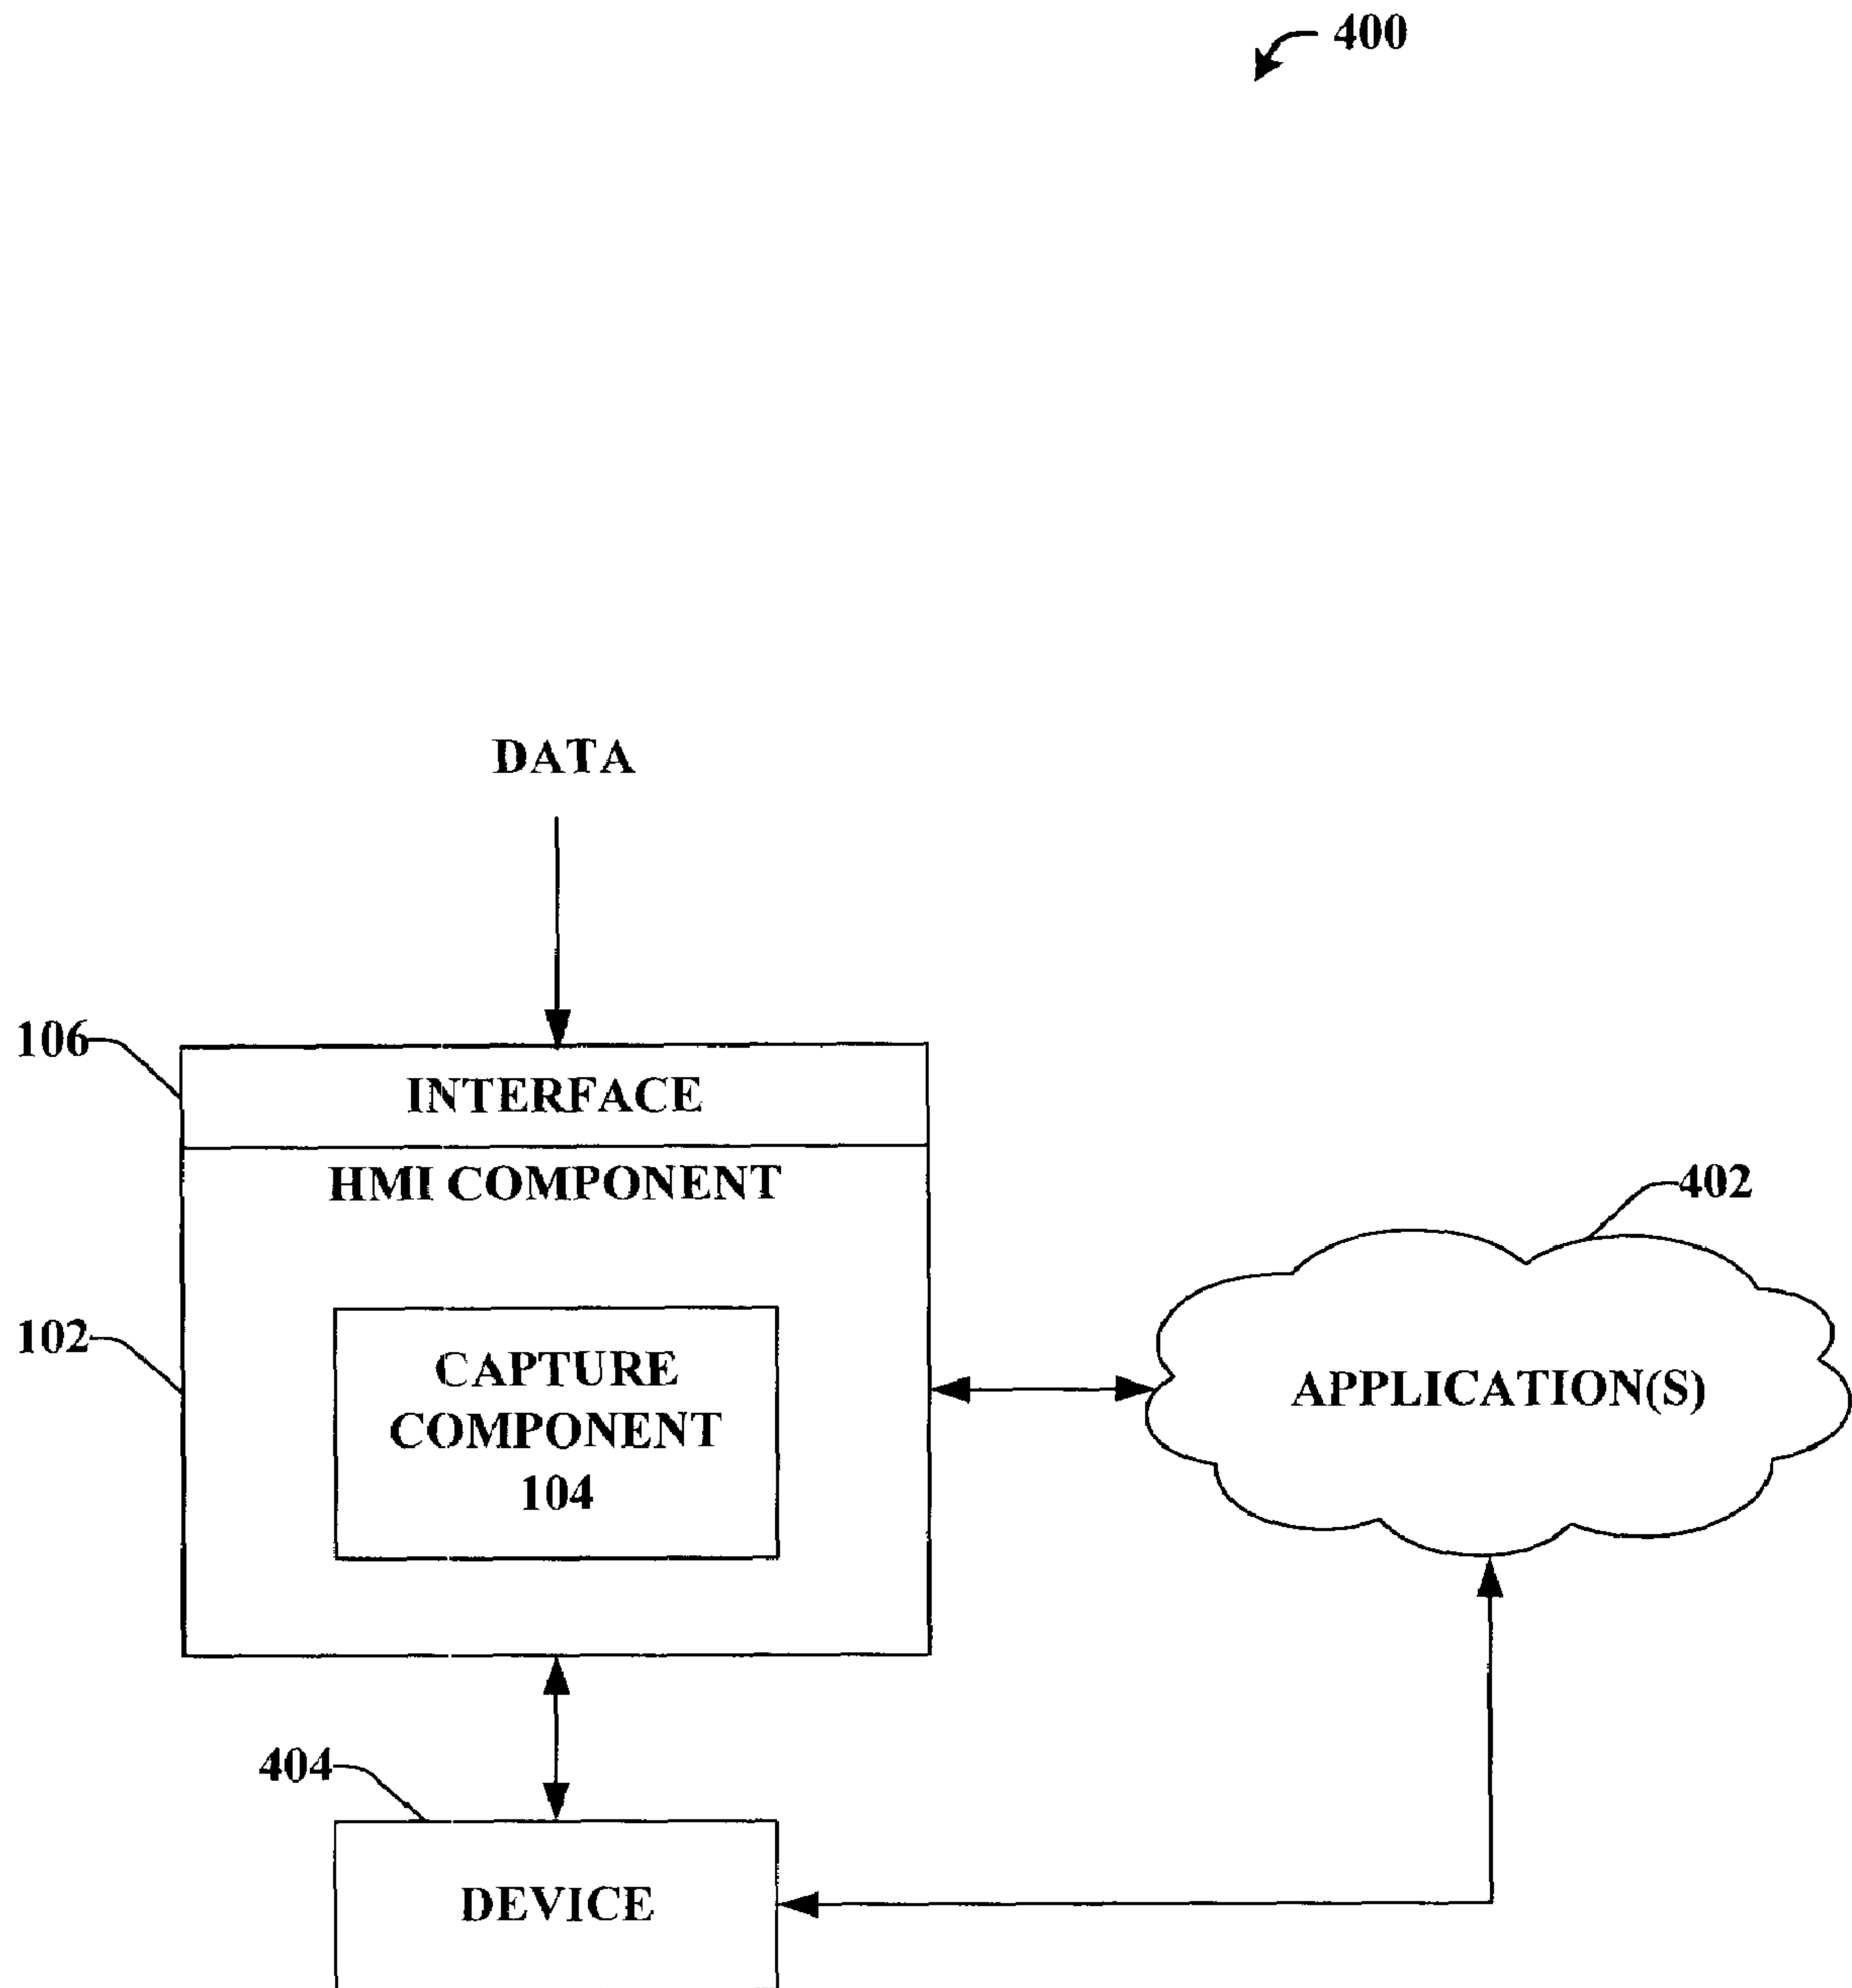 400
DATA
106
INTERFACE
HMI COMPONENT
402
102
CAPTURE
COMPONENT
104
APPLICATION(S)
404
DEVICE